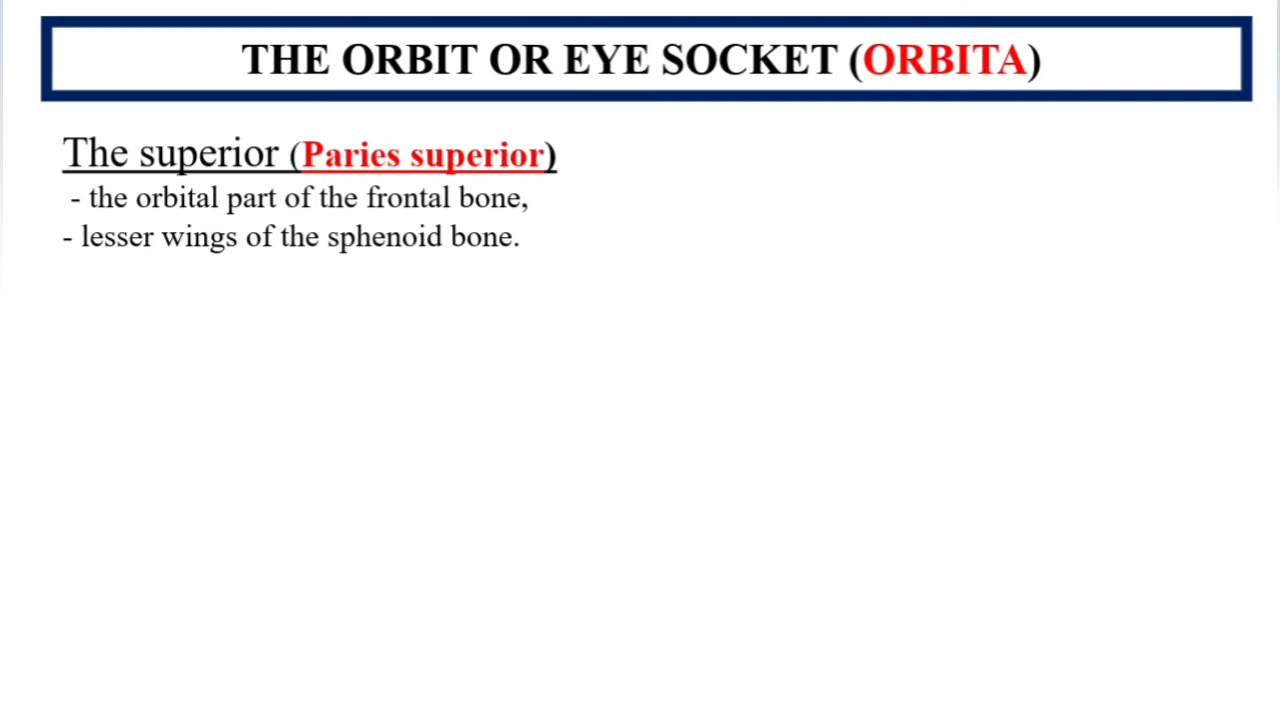 THE ORBIT OR EYE SOCKET (ORBITA)
The superior (Paries superior)
- the orbital part of the frontal bone,
- lesser wings of the sphenoid bone.